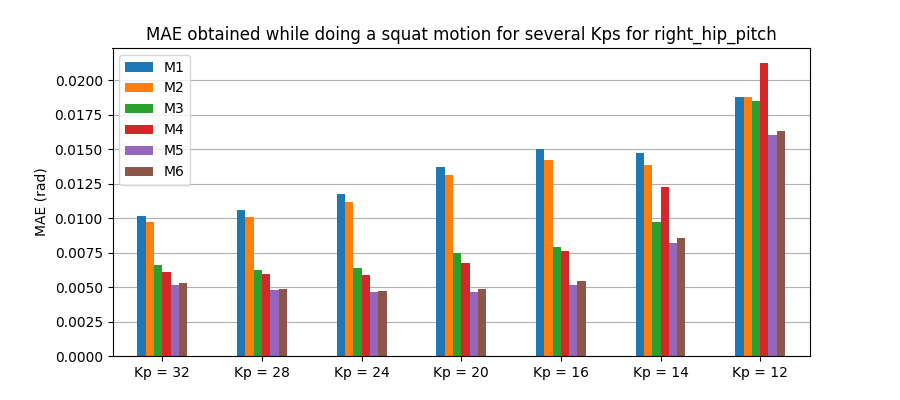 MAE obtained while doing a squat motion for several Kps for right_hip_pitch
MAE (rad)
0.0200
0.0175
0.0150
0.0125
0.0100
0.0075
0.0050
0.0025
0.0000
M1
M2
M3
M4
M5
M6
Kp = 32 Kp = 28 Kp = 24 Kp = 20 Kp = 16 Kp = 14 Kp = 12